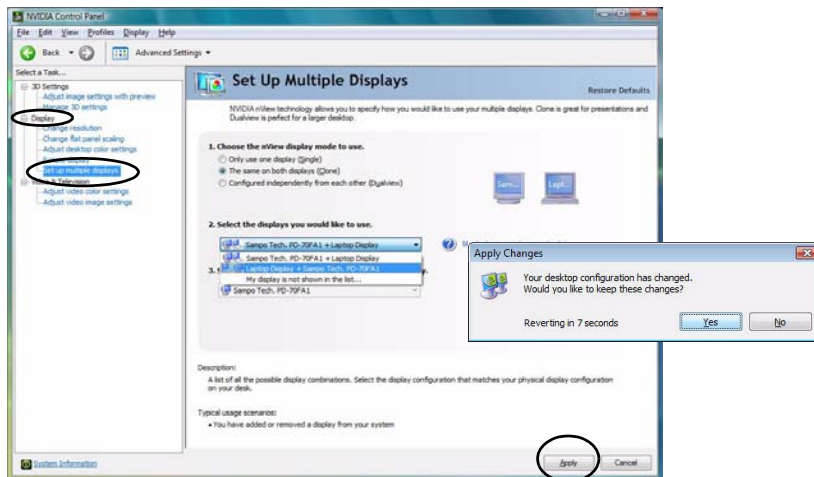 NVIDIA Control Panel
File Edit View Profiles Display Help
Back
Advanced Settings
Select a Task...
3D Settings
Adjust image settings with preview
Manage 3D settings
Display
Change resolution
Change flat panel scaling
Adjust desktop color settings
display
Set up multiple displays
Television
Adjust video color settings
Adjust video image settings
System Information
Set Up Multiple Displays
Restore Defaults
NVIDIA nView technology allows you to specify how you would like to use your multiple displays. Clone is great for presentations and
Dualview is perfect for a larger desktop.
1. Choose the nView display mode to use.
Only use one display (Single)
The same on both displays (Clone)
Configured independently from each other (Dualview)
Sam...
Lapt...
2. Select the displays you would like to use.
Sampo Tech. PD-70FA1 + Laptop Display
Sampo Tech. PD-70FA1 + Laptop Display
Laptop Display + Sampo Tech. PD-70FA1
My display is not shown in the list...
3.
Sampo Tech. PD-70FA1
Description:
A list of all the possible display combinations. Select the display configuration that matches your physical display configuration
on your desk.
Typical usage scenarios:
• You have added or removed a display from your system
Apply
Cancel
Apply Changes
Your desktop configuration has changed.
Would you like to keep these changes?
Reverting in 7 seconds
Yes
No